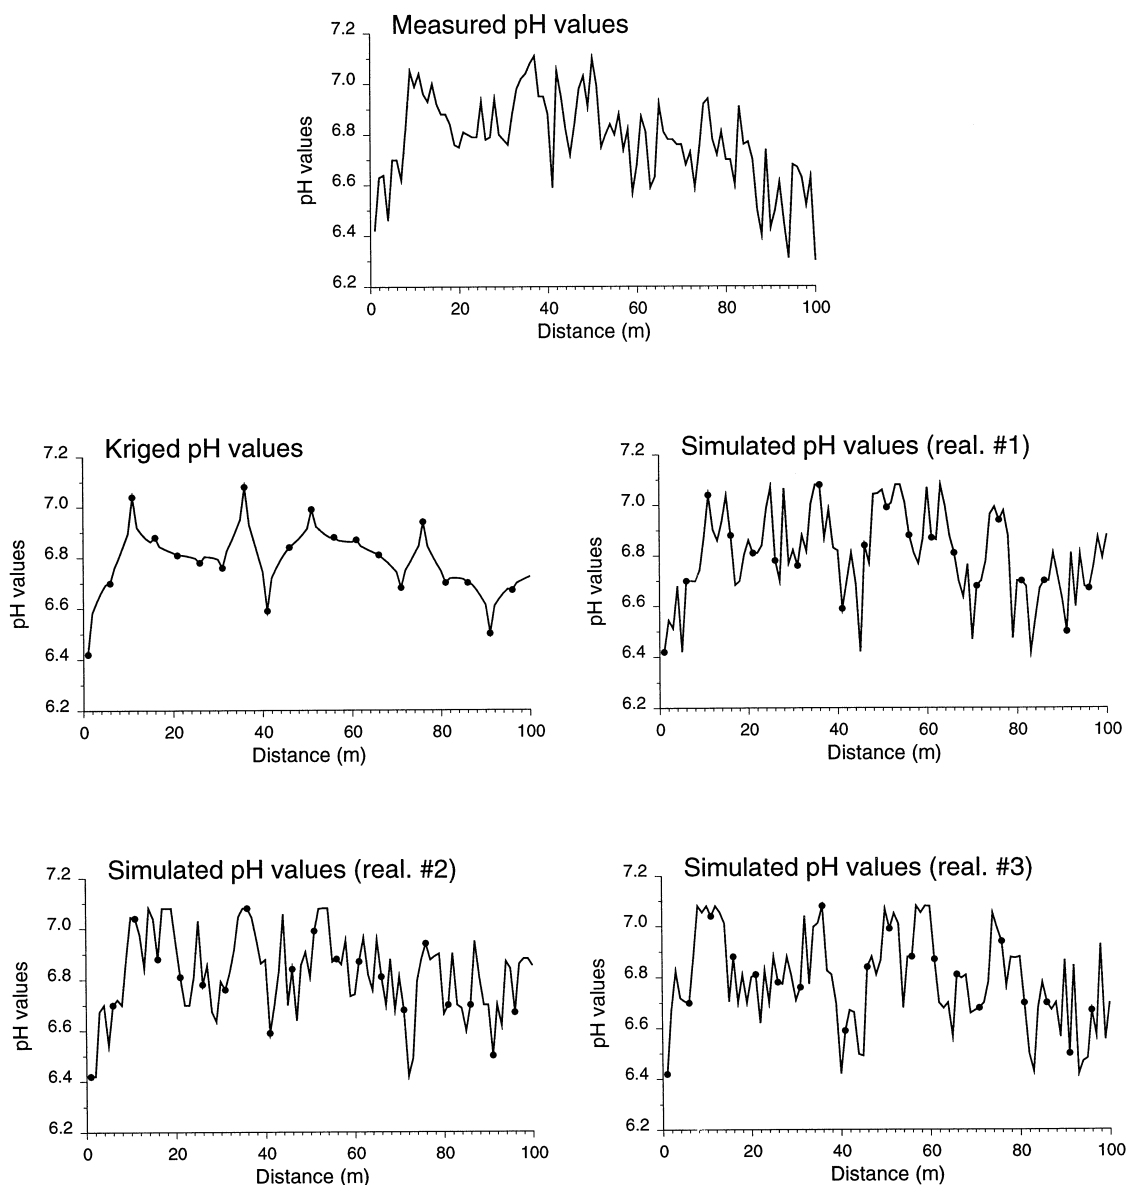 Measured pH values
7.2
7.0
6.8
6.6
6.4
6.2
pH values
0 20 40 60 80 100
Distance (m)
Kriged pH values
7.2
7.0
6.8
6.6
6.4
6.2
pH values
0 20 40 60 80 100
Distance (m)
Simulated pH values (real. #1)
7.2
7.0
6.8
6.6
6.4
6.2
pH values
0 20 40 60 80 100
Distance (m)
Simulated pH values (real. #2)
7.2
7.0
6.8
6.6
6.4
6.2
pH values
0 20 40 60 80 100
Distance (m)
Simulated pH values (real. #3)
7.2
7.0
6.8
6.6
6.4
6.2
pH values
0 20 40 60 80 100
Distance (m)